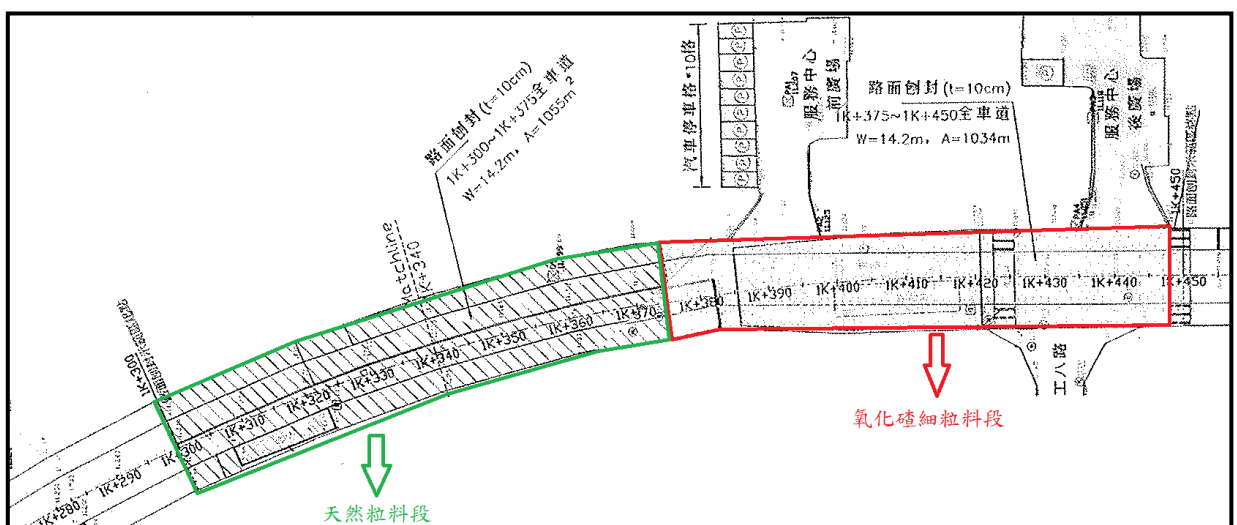 路面刨封(t=10cm)
1K+300~1K+375全車道
W=14.2m, A=1055m²
汽車停車格*10格
服務中心
前廣場
路面刨封(t=10cm)
1K+375~1K+450全車道
W=14.2m, A=1034m
服務中心
後廣場
1K+450
1K+340
1K+300
1K+280
1K+290
1K+300
1K+310
1K+320
1K+330
1K+340
1K+350
1K+360
1K+370
1K+380
1K+390
1K+400
1K+410
1K+420
1K+430
1K+440
1K+450
工八路
天然粒料段
氧化碴細粒料段